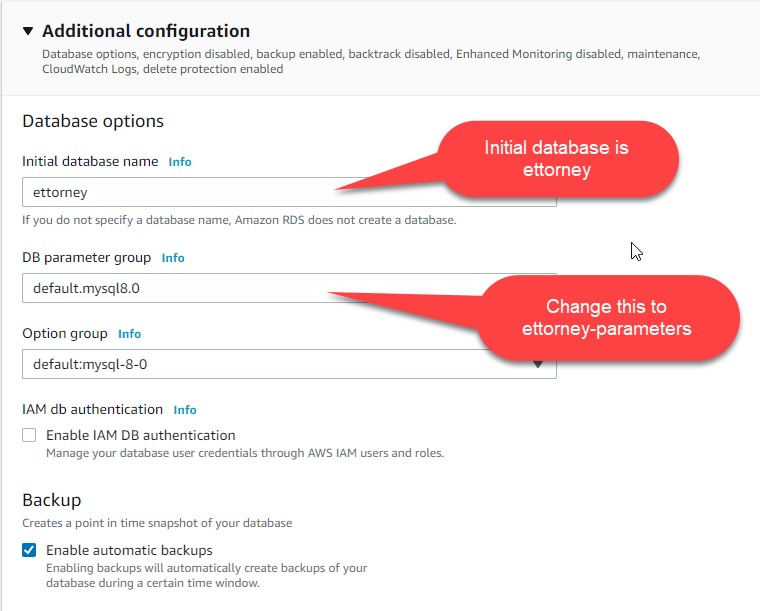 Additional configuration
Database options, encryption disabled, backup enabled, backtrack disabled, Enhanced Monitoring disabled, maintenance,
CloudWatch Logs, delete protection enabled
Database options
Initial database name Info
ettorney
Initial database is
ettorney
If you do not specify a database name, Amazon RDS does not create a database.
DB parameter group Info
default.mysql8.0
Change this to
ettorney-parameters
Option group Info
default:mysql-8-0
IAM db authentication Info
Enable IAM DB authentication
Manage your database user credentials through AWS IAM users and roles.
Backup
Creates a point in time snapshot of your database
Enable automatic backups
Enabling backups will automatically create backups of your
database during a certain time window.